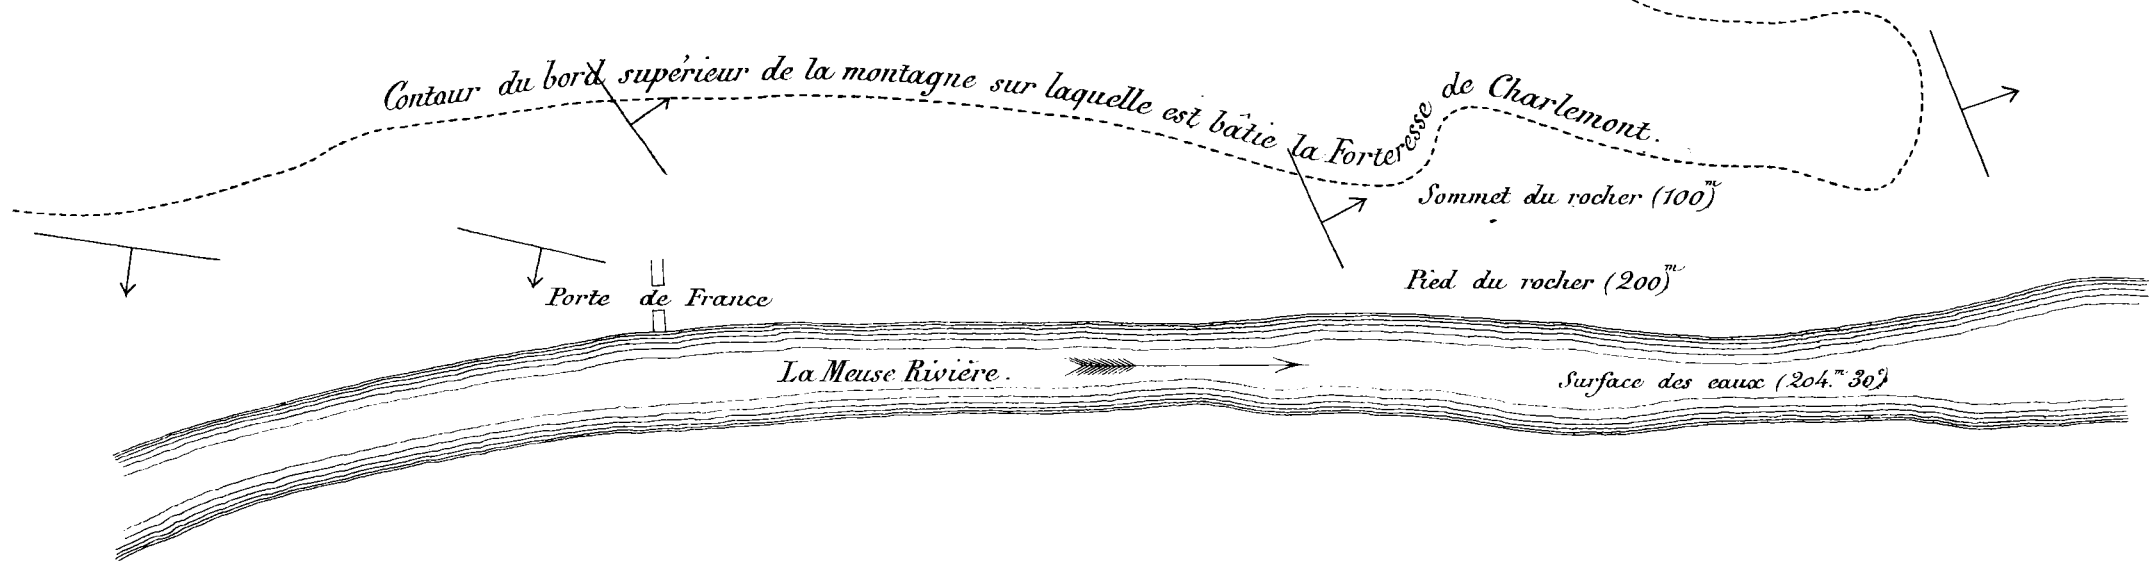 Contour du bord supérieur de la montagne sur laquelle est bâtie la Forteresse de Charlemont.
Sommet du rocher (100ᵐ)
Pied du rocher (200ᵐ)
Porte de France
La Meuse Rivière.
Surface des eaux (204.ᵐ 30ᶜ)